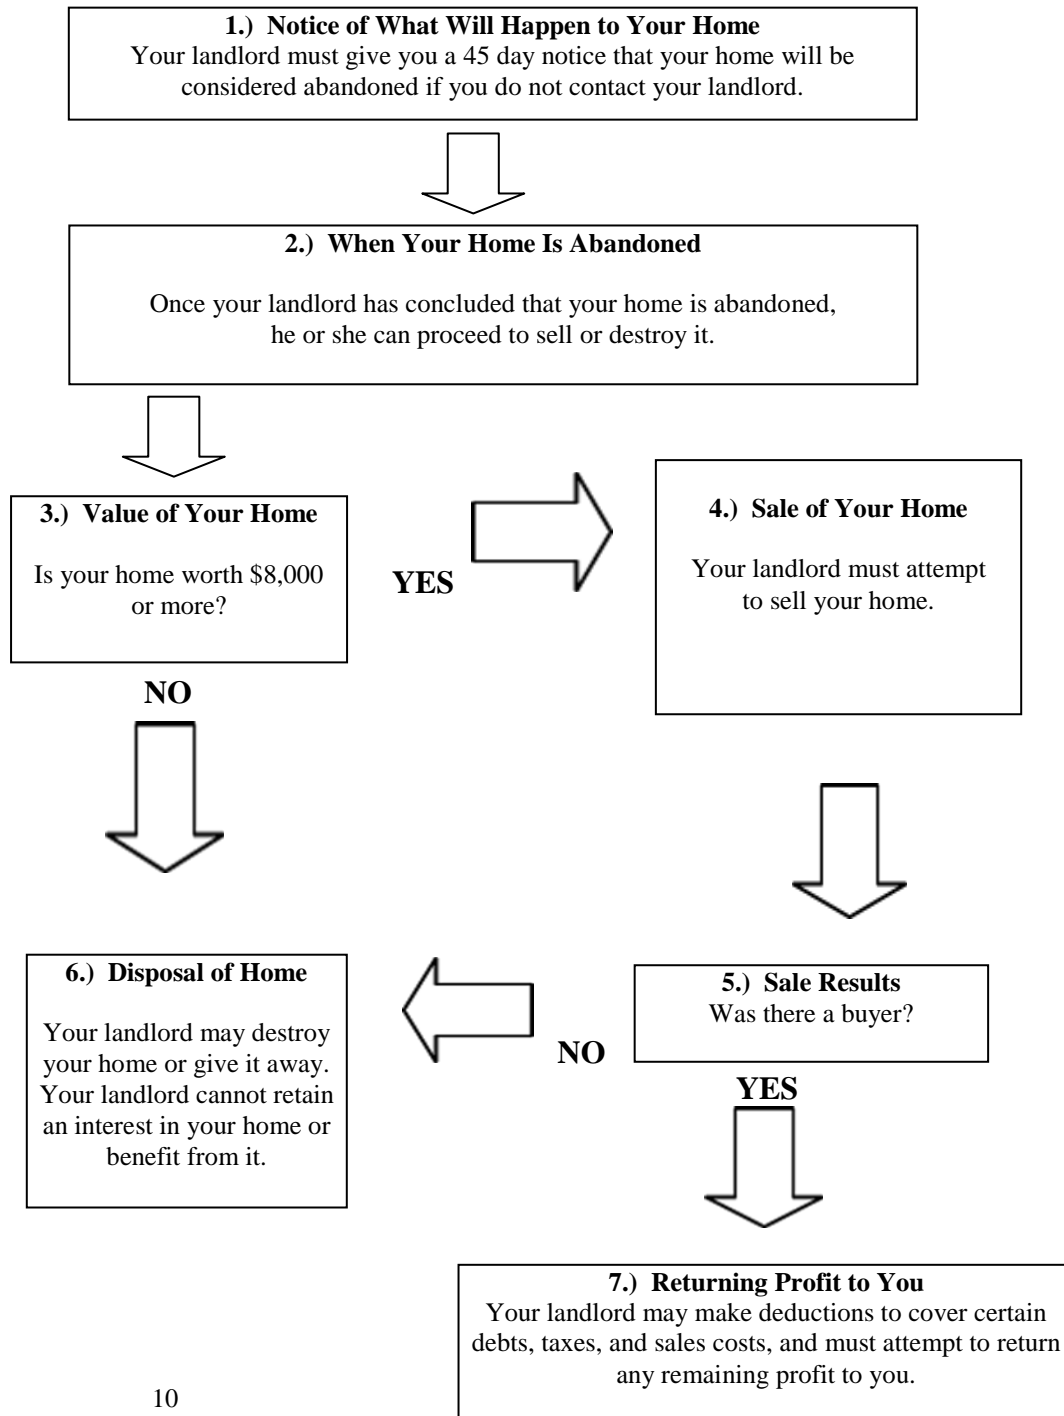 1.) Notice of What Will Happen to Your Home
Your landlord must give you a 45 day notice that your home will be
considered abandoned if you do not contact your landlord.
2.) When Your Home Is Abandoned
Once your landlord has concluded that your home is abandoned,
he or she can proceed to sell or destroy it.
3.) Value of Your Home
Is your home worth $8,000
or more?
YES
4.) Sale of Your Home
Your landlord must attempt
to sell your home.
NO
5.) Sale Results
Was there a buyer?
NO
YES
6.) Disposal of Home
Your landlord may destroy
your home or give it away.
Your landlord cannot retain
an interest in your home or
benefit from it.
7.) Returning Profit to You
Your landlord may make deductions to cover certain
debts, taxes, and sales costs, and must attempt to return
any remaining profit to you.
10